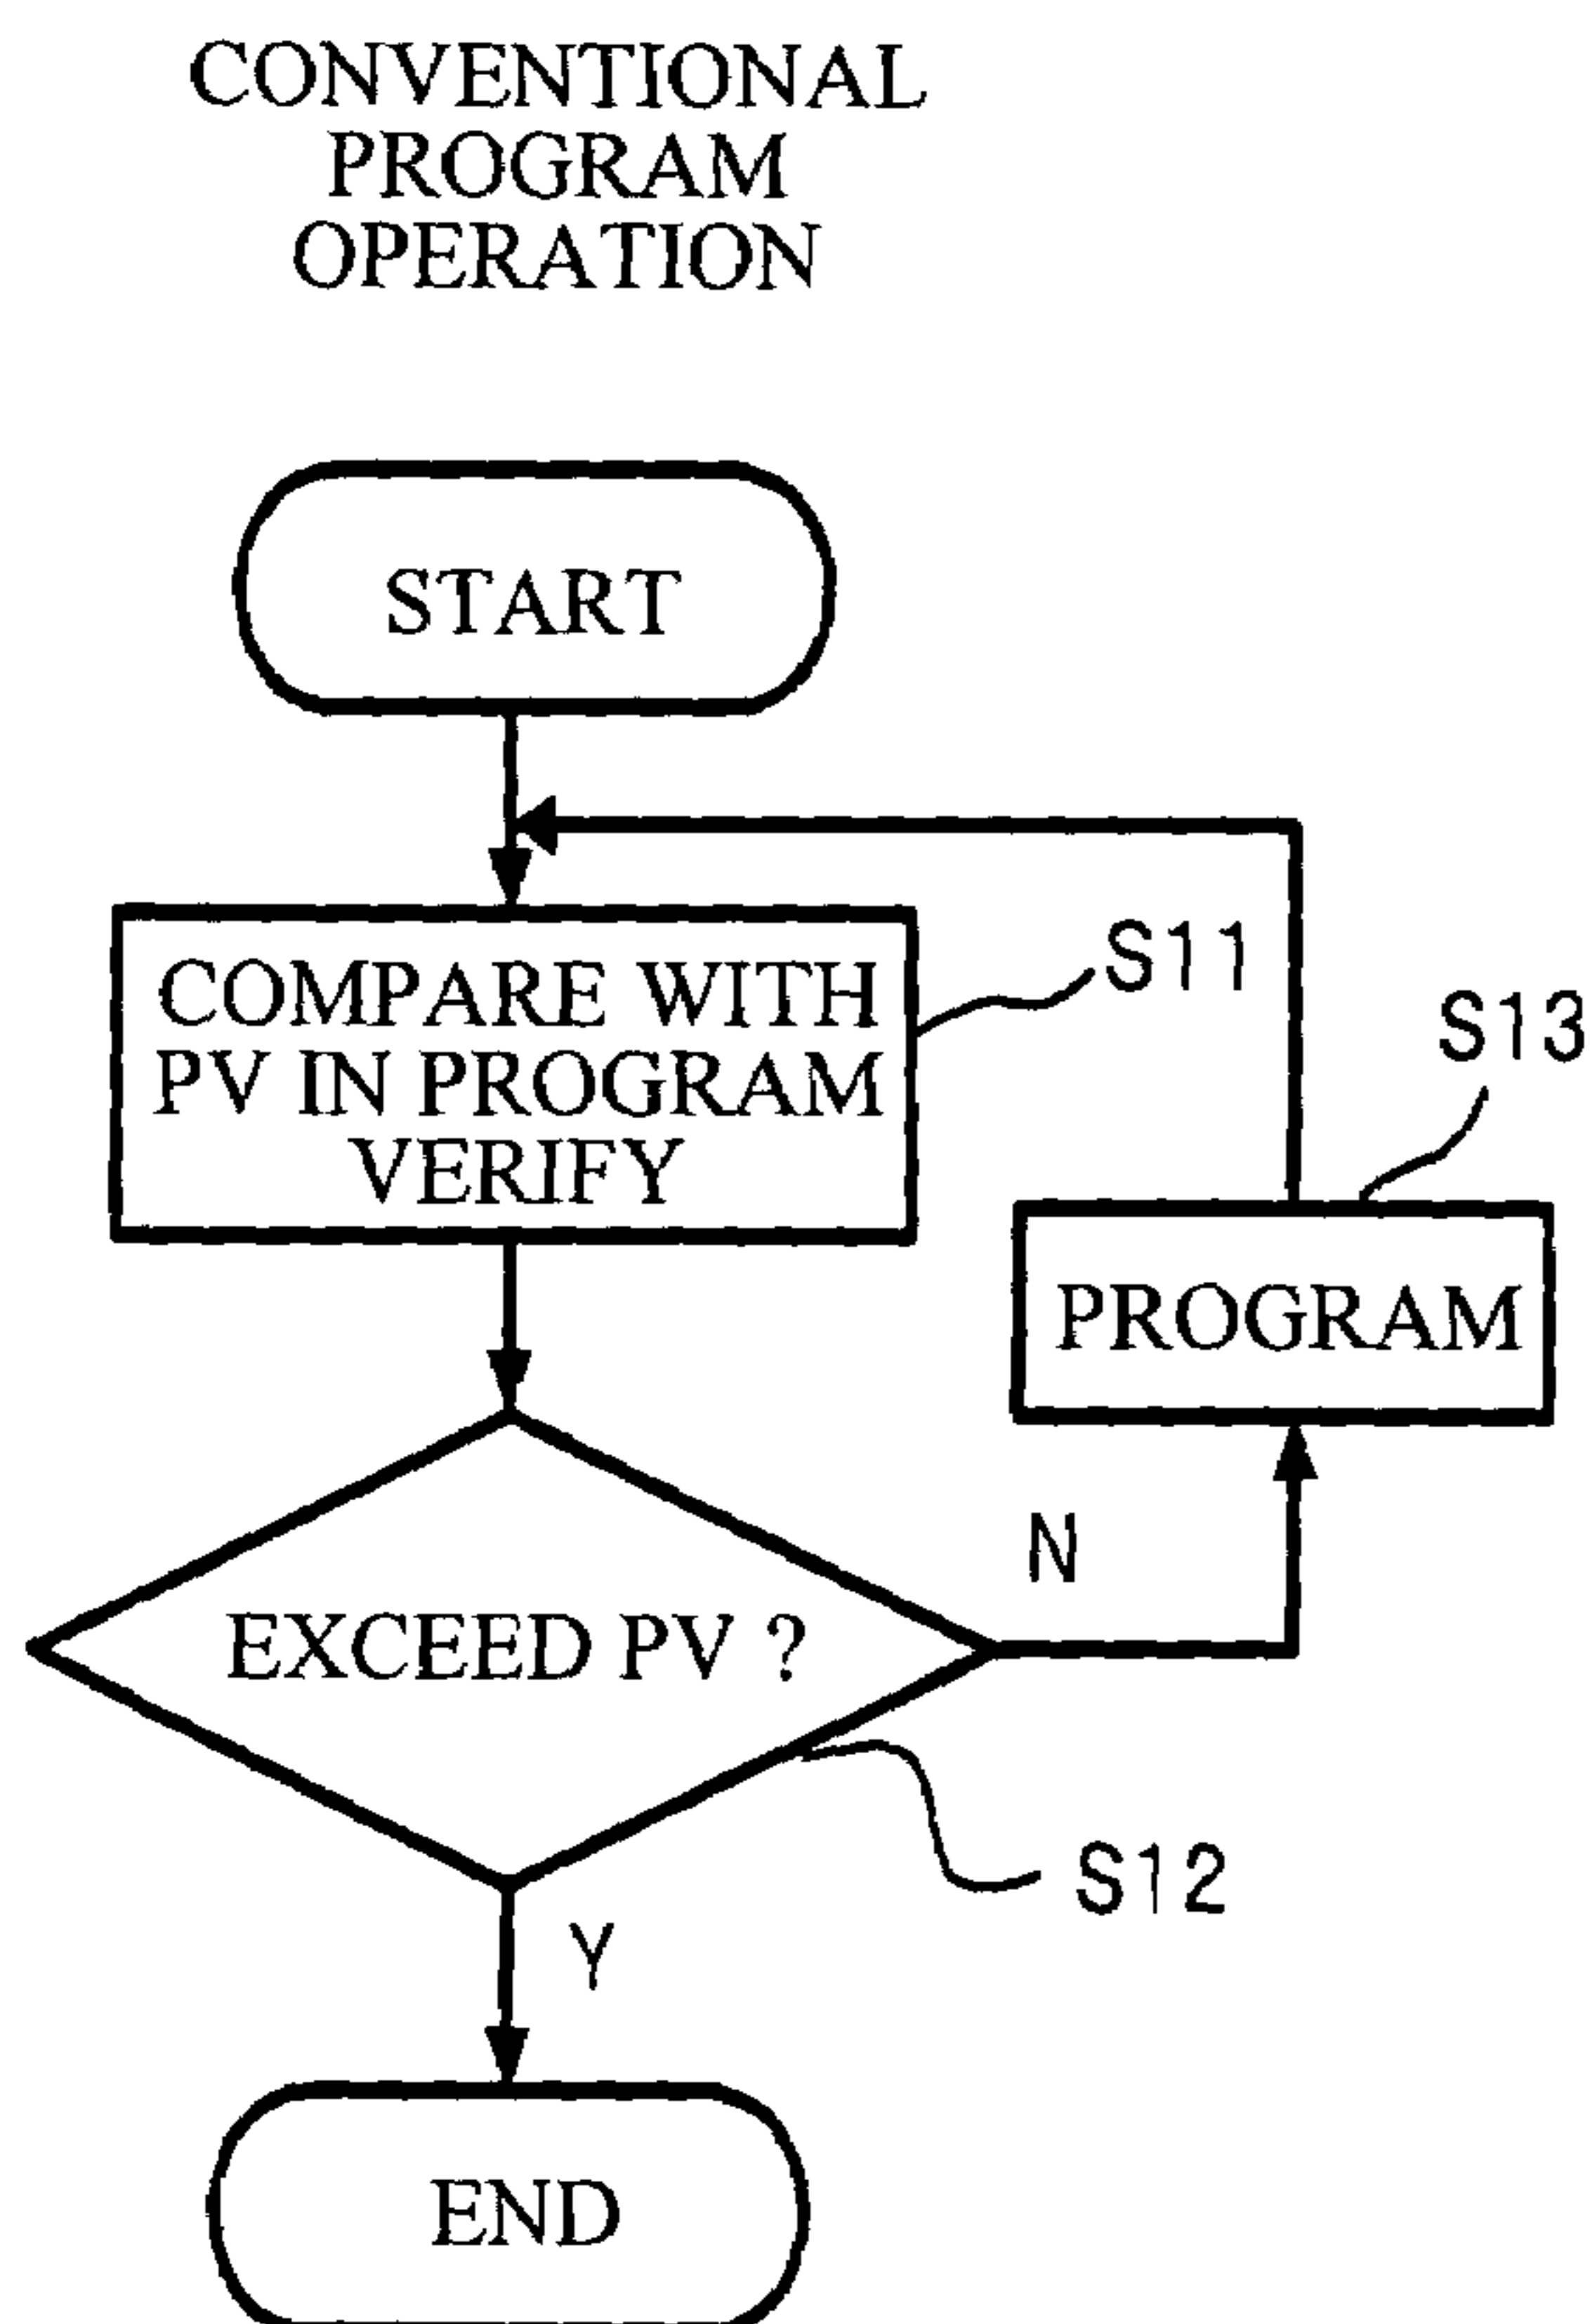 CONVENTIONAL
PROGRAM
OPERATION
START
COMPARE WITH
PV IN PROGRAM
VERIFY
S11
S13
PROGRAM
N
EXCEED PV ?
S12
Y
END